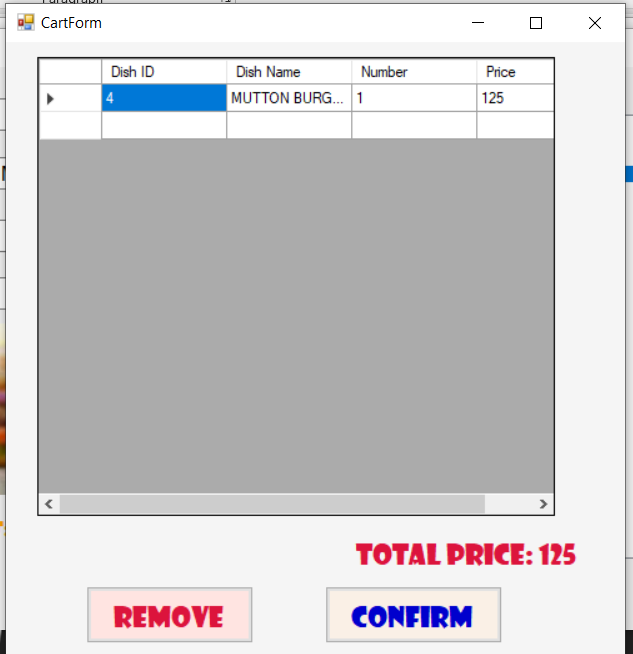 CartForm
Dish ID Dish Name Number Price
4 MUTTON BURG... 1 125
TOTAL PRICE: 125
REMOVE CONFIRM